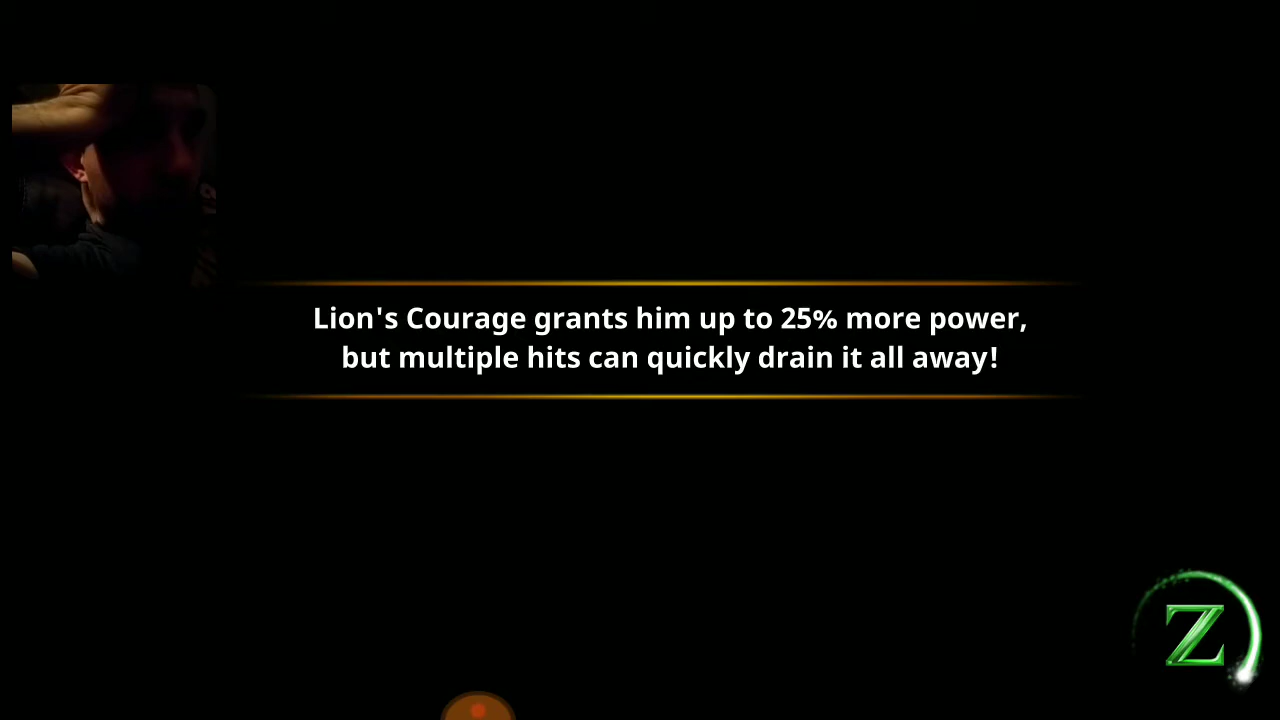 Lion's Courage grants him up to 25% more power,
but multiple hits can quickly drain it all away!
Z